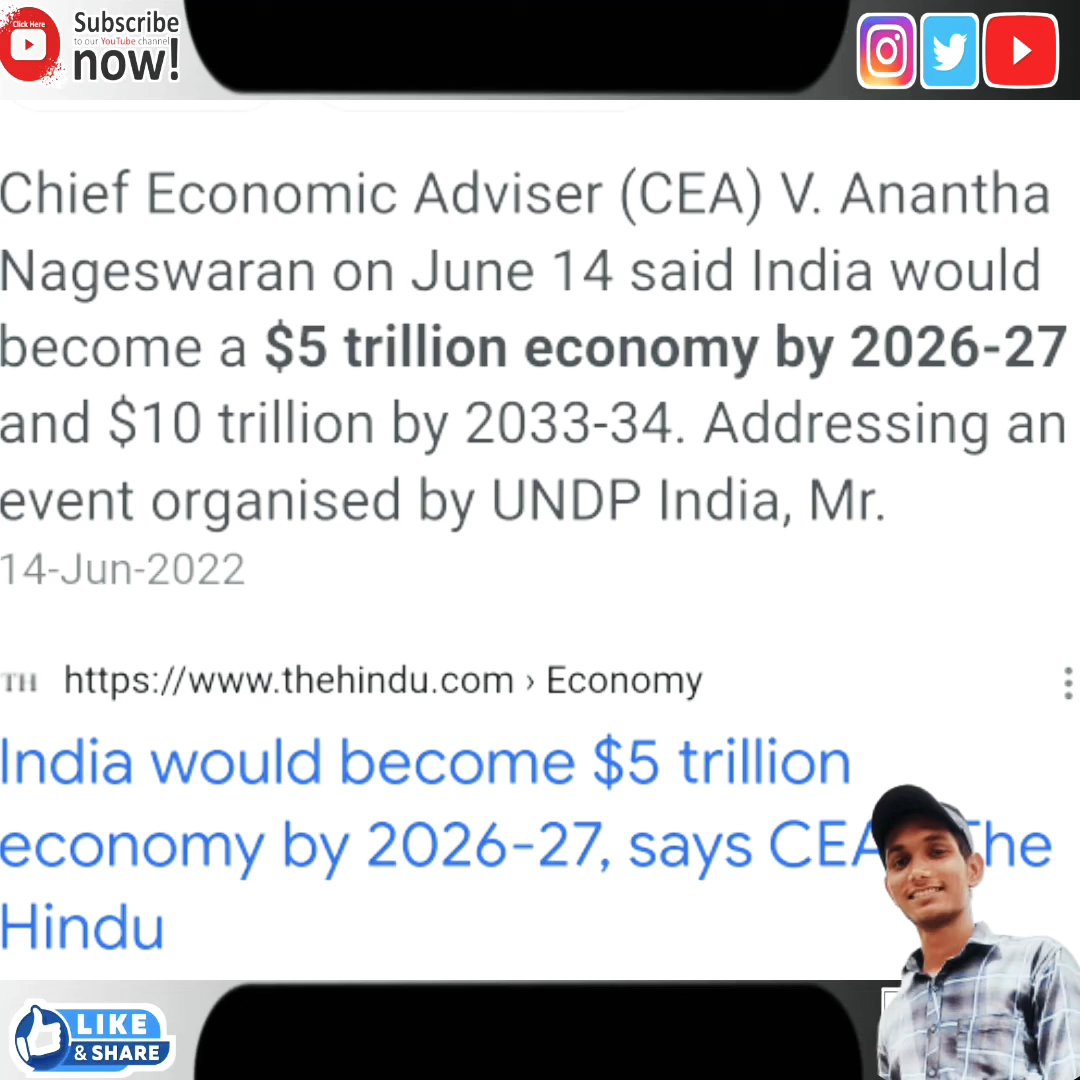 Click Here
Subscribe
to our YouTube channel
now!
Chief Economic Adviser (CEA) V. Anantha
Nageswaran on June 14 said India would
become a $5 trillion economy by 2026-27
and $10 trillion by 2033-34. Addressing an
event organised by UNDP India, Mr.
14-Jun-2022
TH https://www.thehindu.com › Economy
India would become $5 trillion
economy by 2026-27, says CEA The
Hindu
LIKE
& SHARE